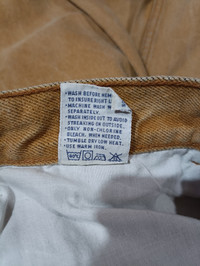 • WASH BEFORE HEM
TO INSURE RIGHT L
• MACHINE WASH W
SEPARATELY.
• WASH INSIDE OUT TO AVOID
STREAKING ON OUTSIDE.
• ONLY NON-CHLORINE
BLEACH, WHEN NEEDED.
• TUMBLE DRY LOW HEAT.
• USE WARM IRON.